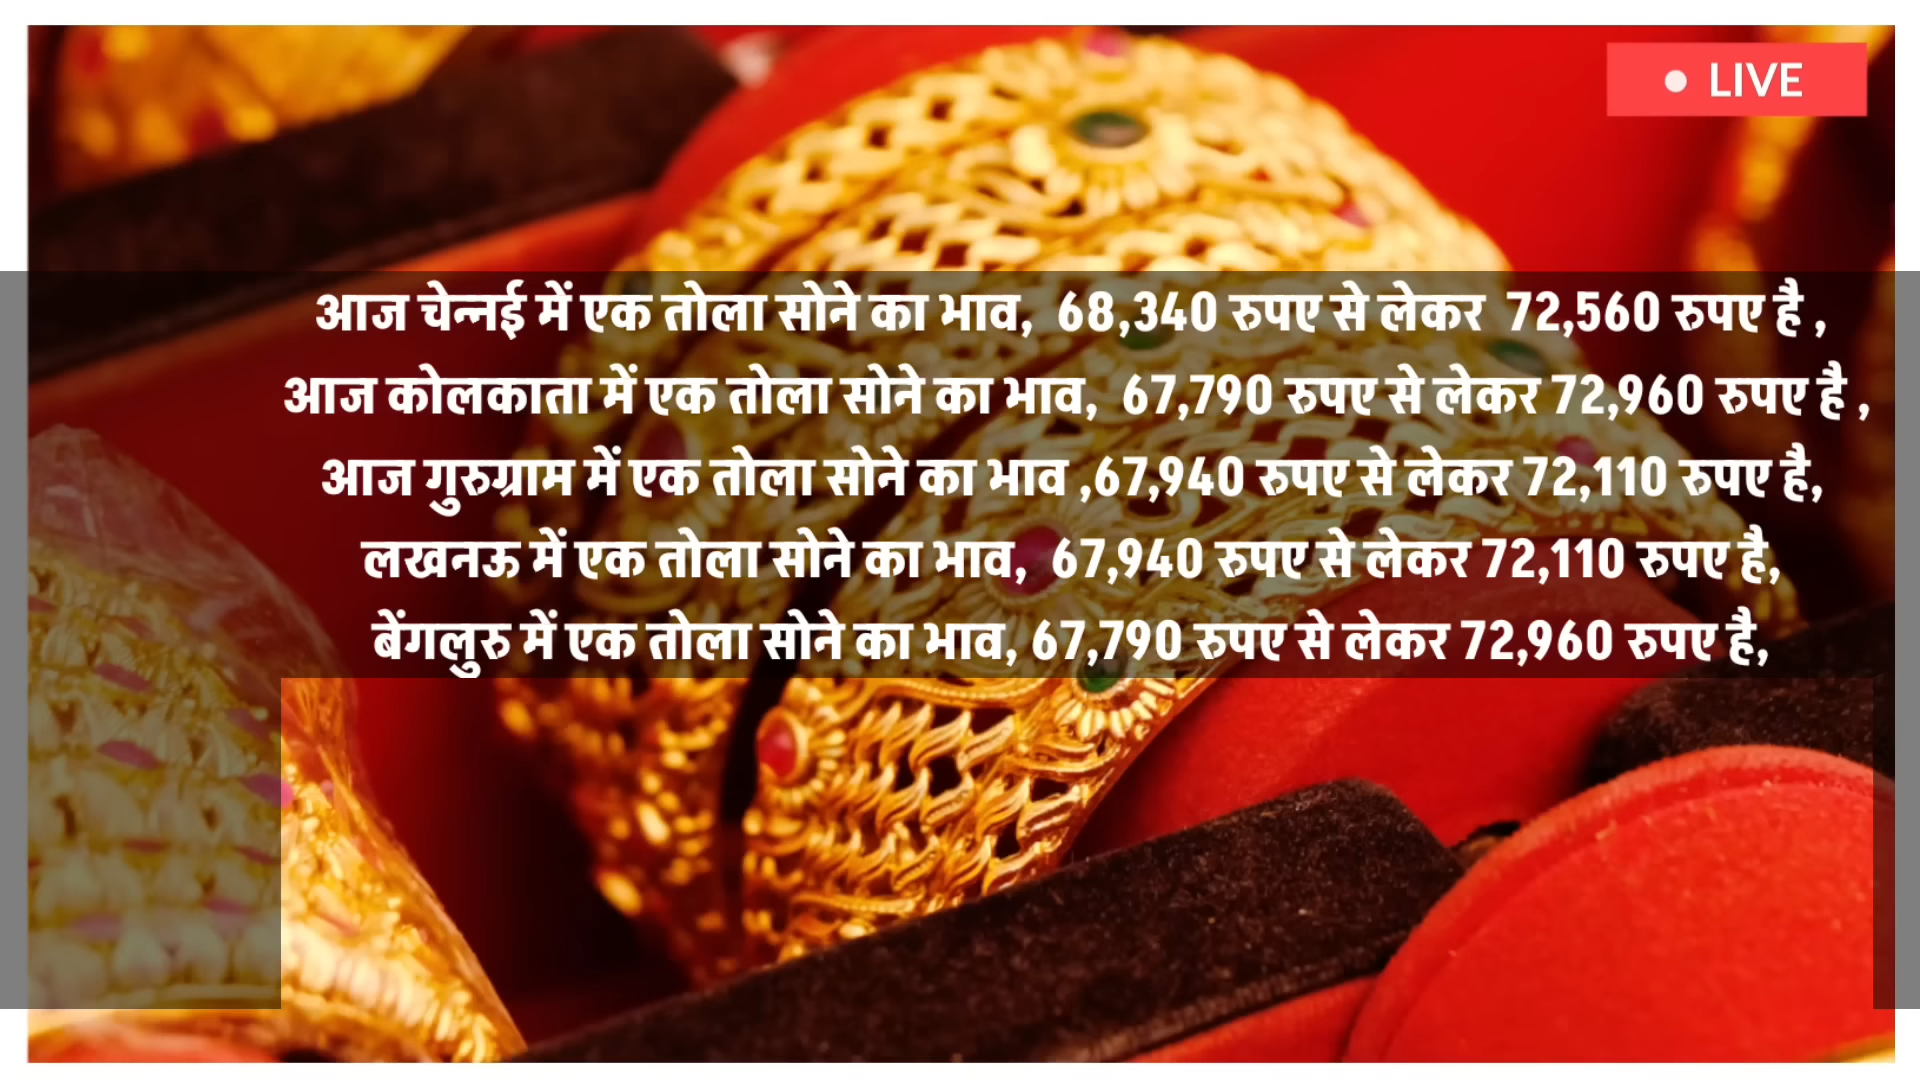 LIVE
आज चेन्नई में एक तोला सोने का भाव, 68,340 रुपए से लेकर 72,560 रुपए है ,
आज कोलकाता में एक तोला सोने का भाव, 67,790 रुपए से लेकर 72,960 रुपए है ,
आज गुरुग्राम में एक तोला सोने का भाव ,67,940 रुपए से लेकर 72,110 रुपए है,
लखनऊ में एक तोला सोने का भाव, 67,940 रुपए से लेकर 72,110 रुपए है,
बेंगलुरु में एक तोला सोने का भाव, 67,790 रुपए से लेकर 72,960 रुपए है,